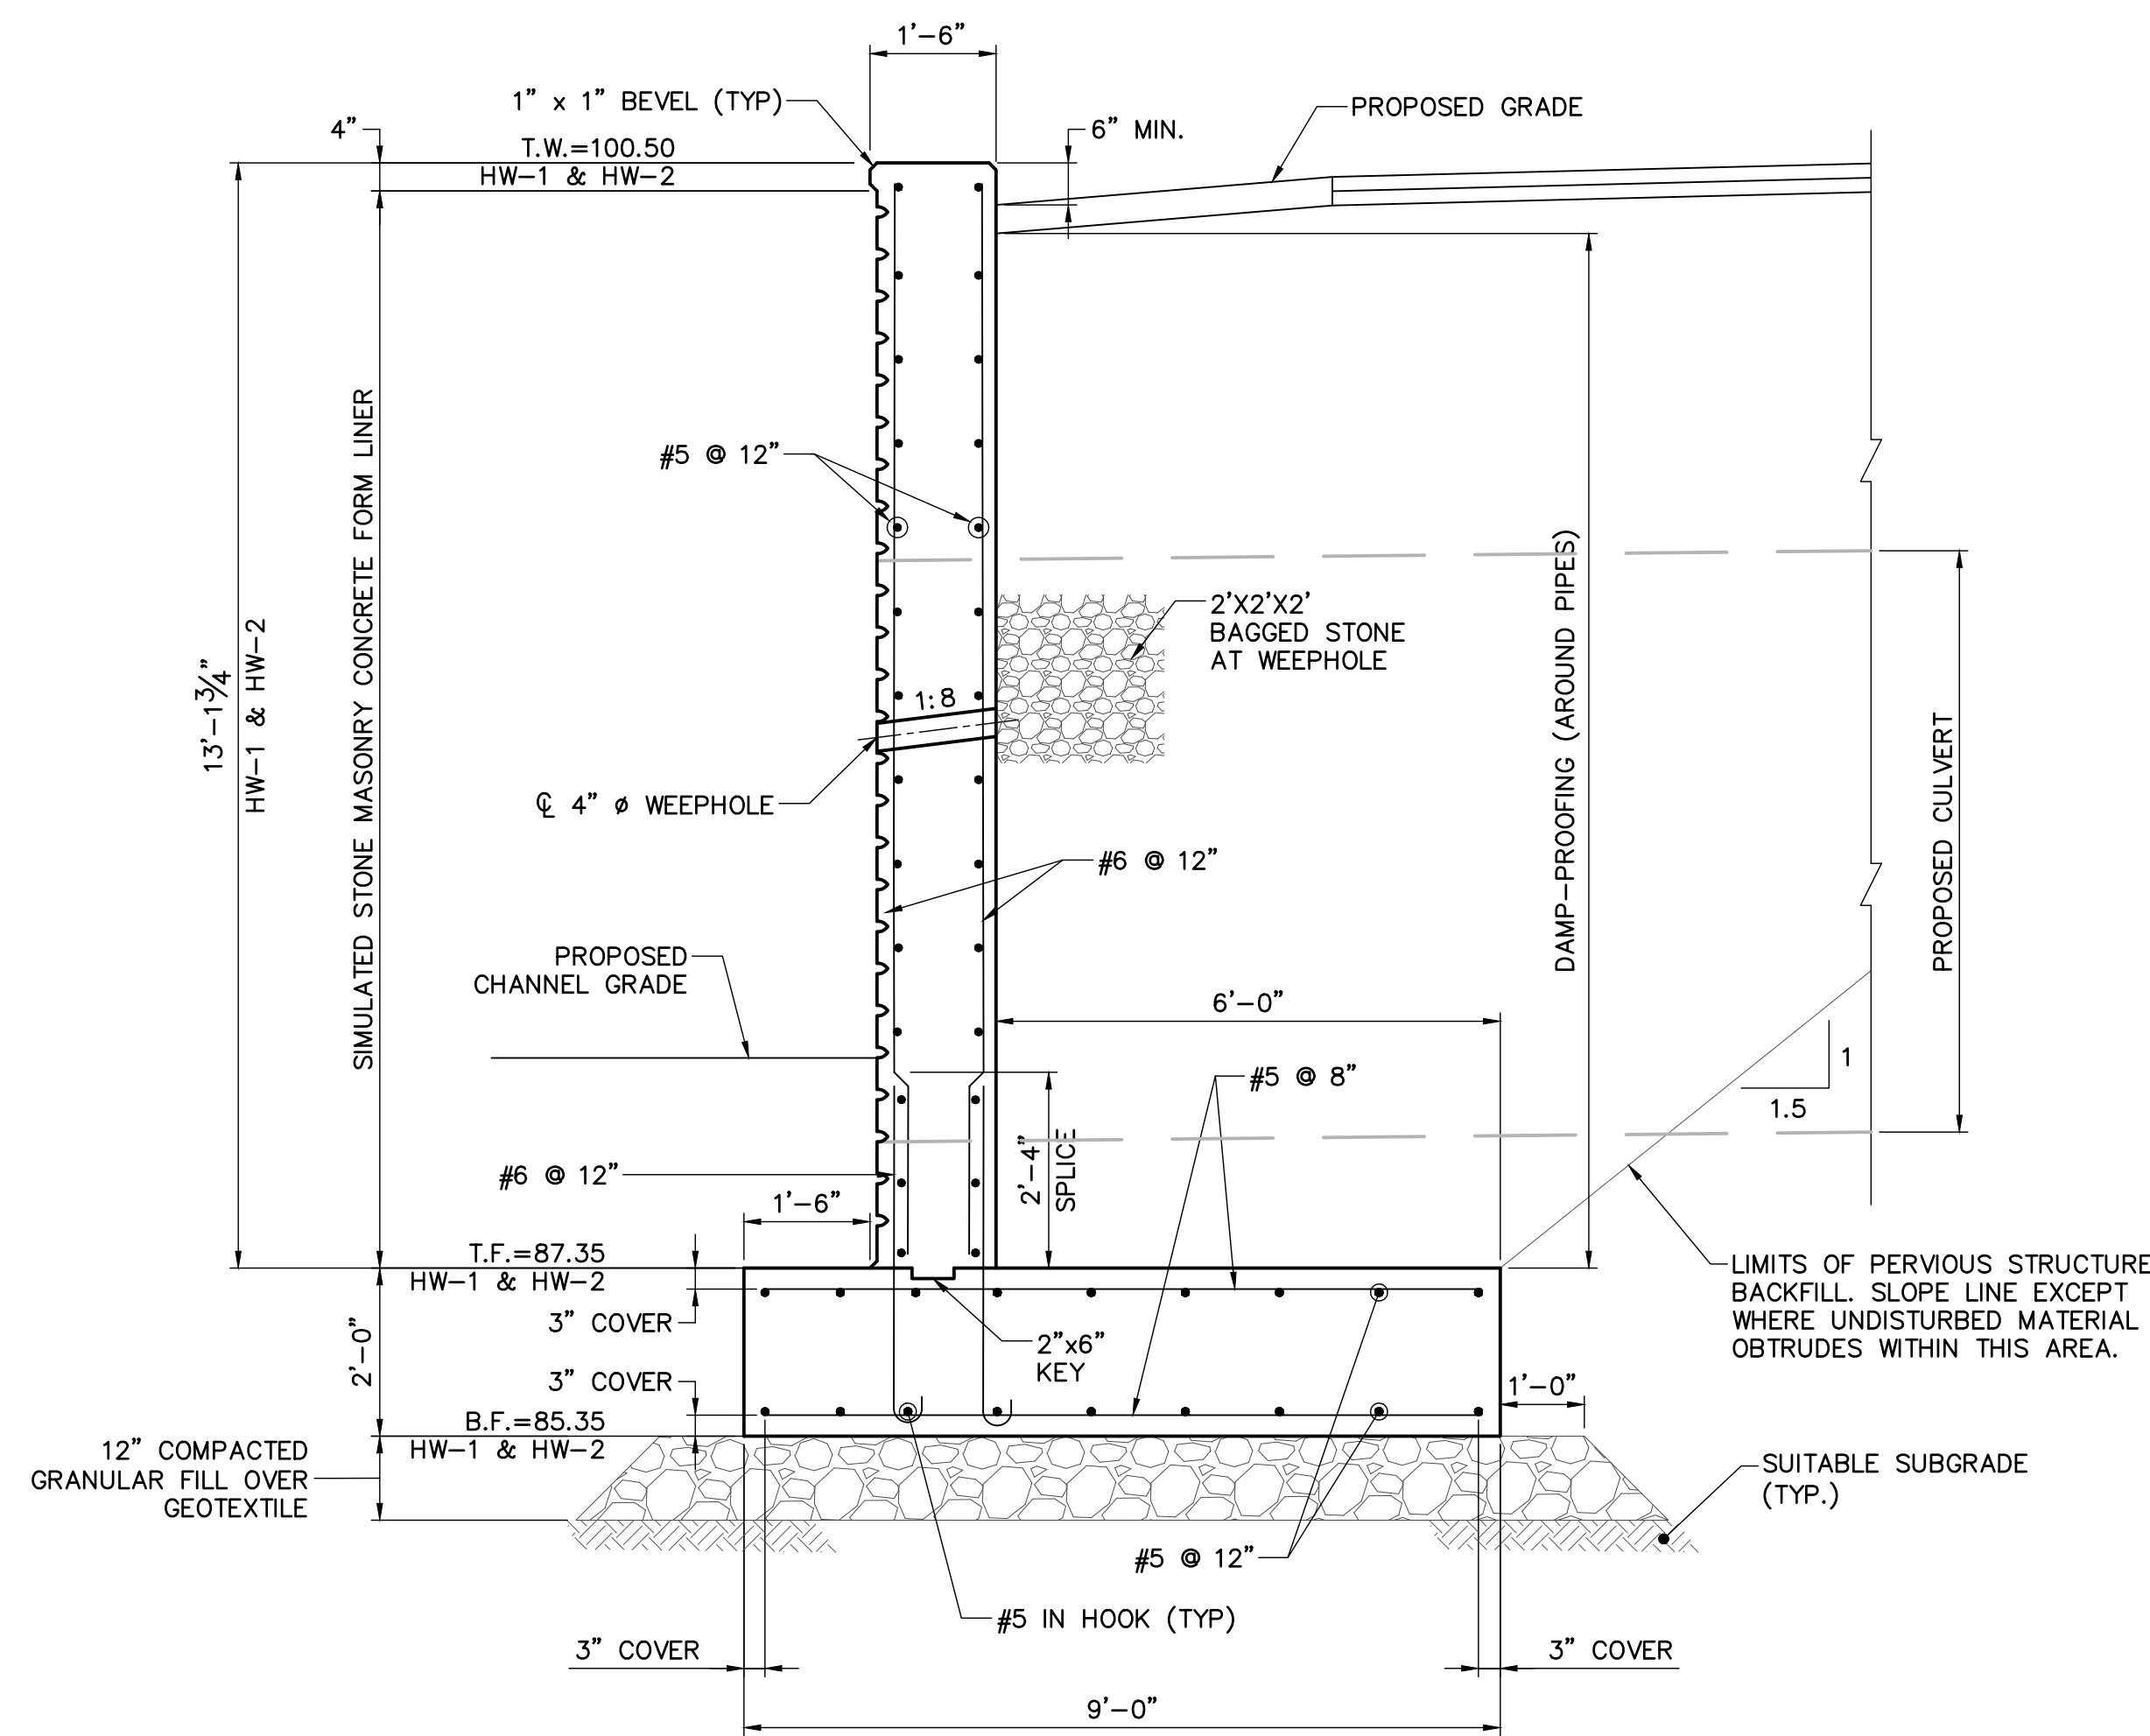 1'-6"
1" x 1" BEVEL (TYP)
PROPOSED GRADE
4"
6" MIN.
T.W.=100.50
HW-1 & HW-2
#5 @ 12"
SIMULATED STONE MASONRY CONCRETE FORM LINER
13'-1¾"
HW-1 & HW-2
2'X2'X2'
BAGGED STONE
AT WEEPHOLE
DAMP-PROOFING (AROUND PIPES)
PROPOSED CULVERT
1:8
℄ 4" ø WEEPHOLE
#6 @ 12"
PROPOSED
CHANNEL GRADE
6'-0"
1
1.5
#5 @ 8"
2'-4"
SPLICE
#6 @ 12"
1'-6"
T.F.=87.35
HW-1 & HW-2
LIMITS OF PERVIOUS STRUCTURE
BACKFILL. SLOPE LINE EXCEPT
WHERE UNDISTURBED MATERIAL
OBTRUDES WITHIN THIS AREA.
3" COVER
2"x6"
KEY
2'-0"
3" COVER
1'-0"
B.F.=85.35
HW-1 & HW-2
12" COMPACTED
GRANULAR FILL OVER
GEOTEXTILE
SUITABLE SUBGRADE
(TYP.)
#5 @ 12"
#5 IN HOOK (TYP)
3" COVER
3" COVER
9'-0"